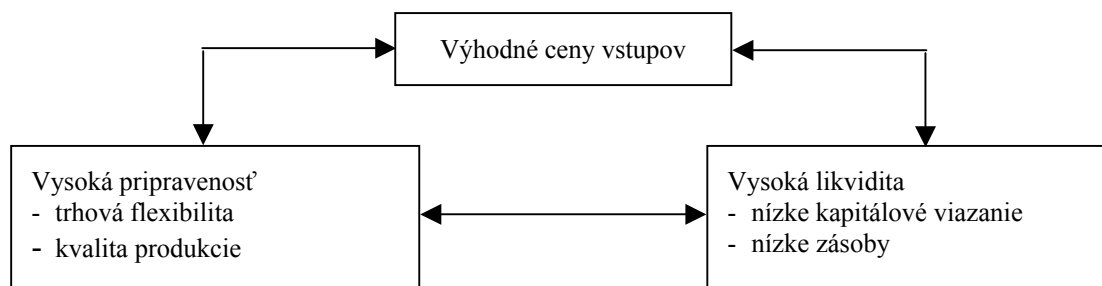 Výhodné ceny vstupov
Vysoká pripravenosť
- trhová flexibilita
- kvalita produkcie
Vysoká likvidita
- nízke kapitálové viazanie
- nízke zásoby